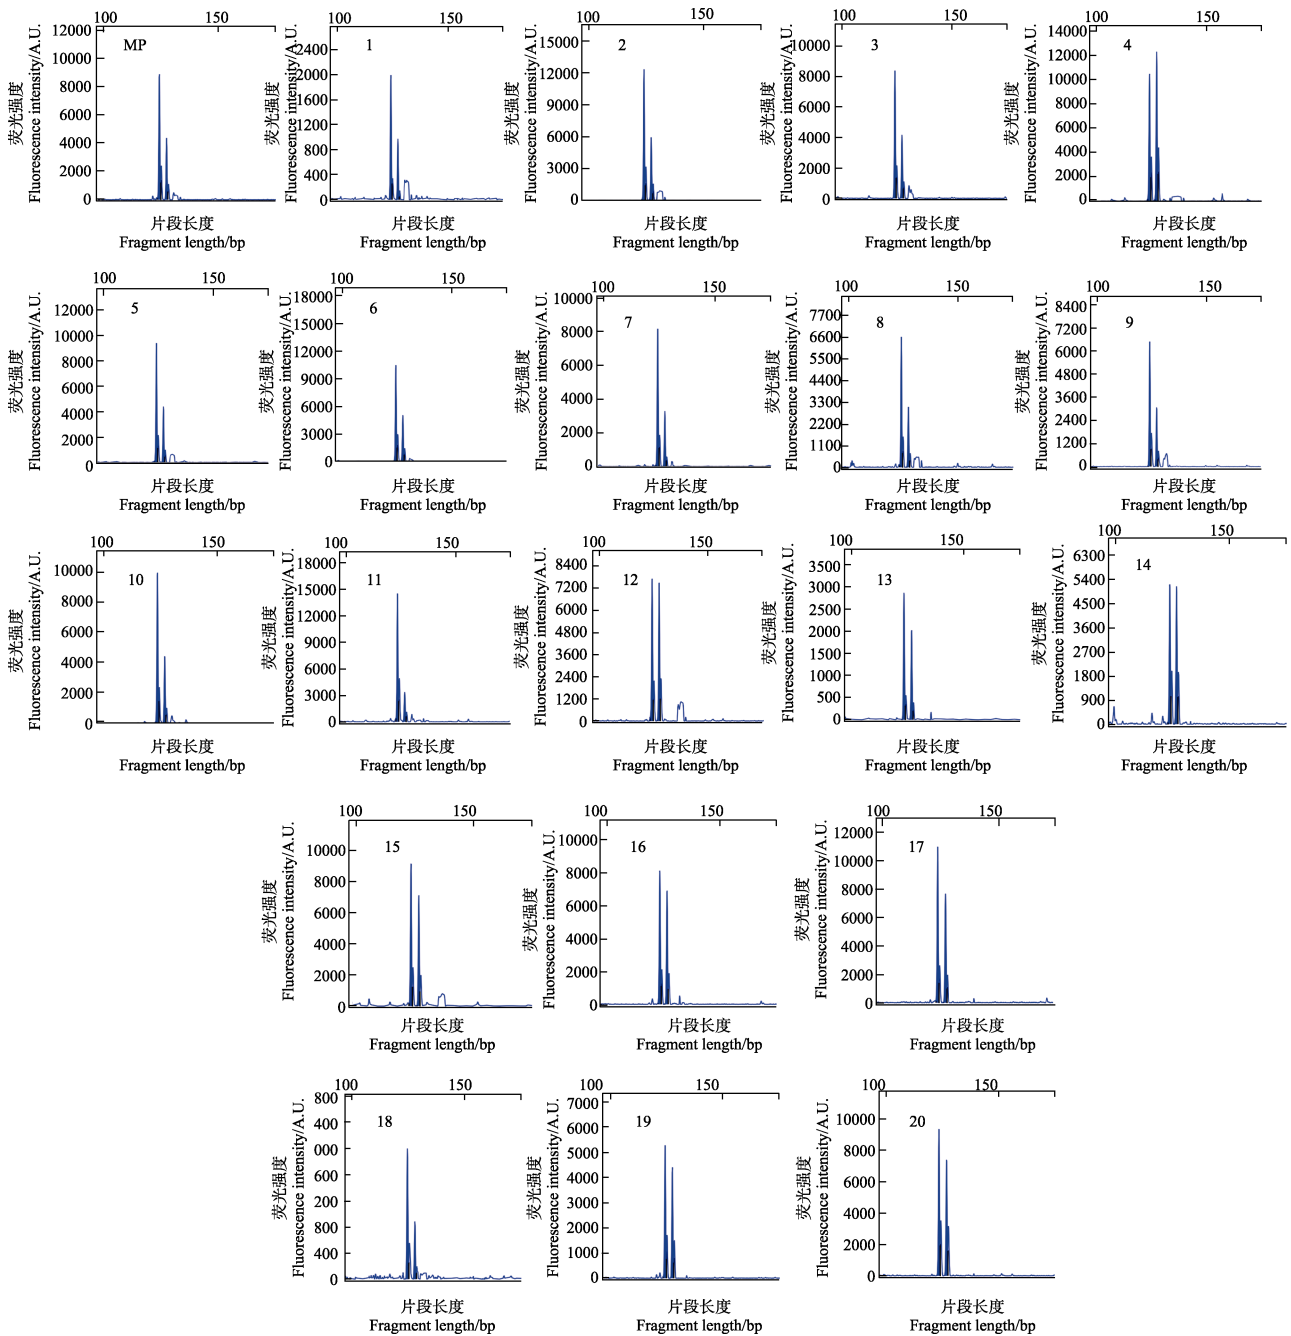 100 150
12000
10000
8000
6000
4000
2000
0
MP
荧光强度
Fluorescence intensity/A.U.
片段长度
Fragment length/bp
100 150
2400
2000
1600
1200
800
400
0
1
荧光强度
Fluorescence intensity/A.U.
片段长度
Fragment length/bp
100 150
15000
12000
9000
6000
3000
0
2
荧光强度
Fluorescence intensity/A.U.
片段长度
Fragment length/bp
100 150
10000
8000
6000
4000
2000
0
3
荧光强度
Fluorescence intensity/A.U.
片段长度
Fragment length/bp
100 150
14000
12000
10000
8000
6000
4000
2000
0
4
荧光强度
Fluorescence intensity/A.U.
片段长度
Fragment length/bp
100 150
12000
10000
8000
6000
4000
2000
0
5
荧光强度
Fluorescence intensity/A.U.
片段长度
Fragment length/bp
100 150
18000
15000
12000
9000
6000
3000
0
6
荧光强度
Fluorescence intensity/A.U.
片段长度
Fragment length/bp
100 150
10000
8000
6000
4000
2000
0
7
荧光强度
Fluorescence intensity/A.U.
片段长度
Fragment length/bp
100 150
7700
6600
5500
4400
3300
2200
1100
0
8
荧光强度
Fluorescence intensity/A.U.
片段长度
Fragment length/bp
100 150
8400
7200
6000
4800
3600
2400
1200
0
9
荧光强度
Fluorescence intensity/A.U.
片段长度
Fragment length/bp
100 150
10000
8000
6000
4000
2000
0
10
荧光强度
Fluorescence intensity/A.U.
片段长度
Fragment length/bp
100 150
18000
15000
12000
9000
6000
3000
0
11
荧光强度
Fluorescence intensity/A.U.
片段长度
Fragment length/bp
100 150
8400
7200
6000
4800
3600
2400
1200
0
12
荧光强度
Fluorescence intensity/A.U.
片段长度
Fragment length/bp
100 150
3500
3000
2500
2000
1500
1000
500
0
13
荧光强度
Fluorescence intensity/A.U.
片段长度
Fragment length/bp
100 150
6300
5400
4500
3600
2700
1800
900
0
14
荧光强度
Fluorescence intensity/A.U.
片段长度
Fragment length/bp
100 150
10000
8000
6000
4000
2000
0
15
荧光强度
Fluorescence intensity/A.U.
片段长度
Fragment length/bp
100 150
10000
8000
6000
4000
2000
0
16
荧光强度
Fluorescence intensity/A.U.
片段长度
Fragment length/bp
100 150
12000
10000
8000
6000
4000
2000
0
17
荧光强度
Fluorescence intensity/A.U.
片段长度
Fragment length/bp
100 150
800
400
000
600
200
800
400
0
18
荧光强度
Fluorescence intensity/A.U.
片段长度
Fragment length/bp
100 150
7000
6000
5000
4000
3000
2000
1000
0
19
荧光强度
Fluorescence intensity/A.U.
片段长度
Fragment length/bp
100 150
10000
8000
6000
4000
2000
0
20
荧光强度
Fluorescence intensity/A.U.
片段长度
Fragment length/bp